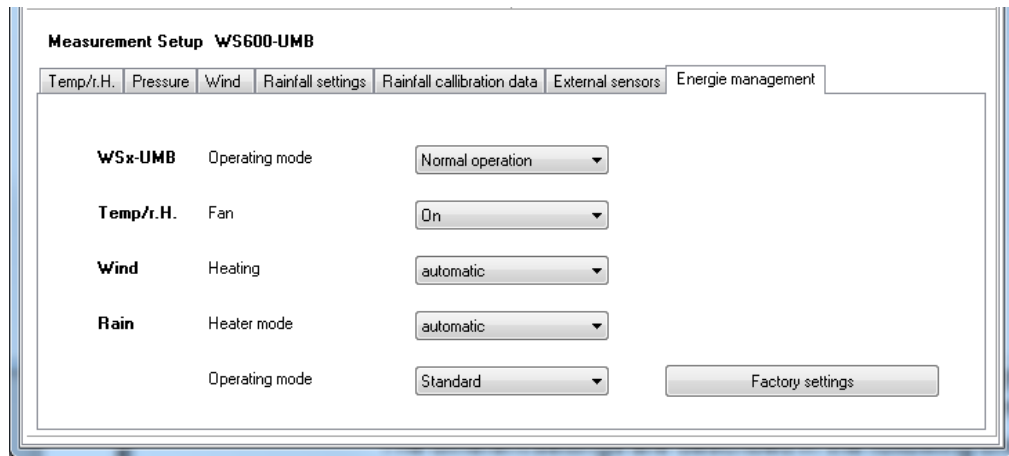 Measurement Setup WS600-UMB
Temp/r.H. Pressure Wind Rainfall settings Rainfall callibration data External sensors Energie management
WSx-UMB Operating mode Normal operation
Temp/r.H. Fan On
Wind Heating automatic
Rain Heater mode automatic
Operating mode Standard Factory settings